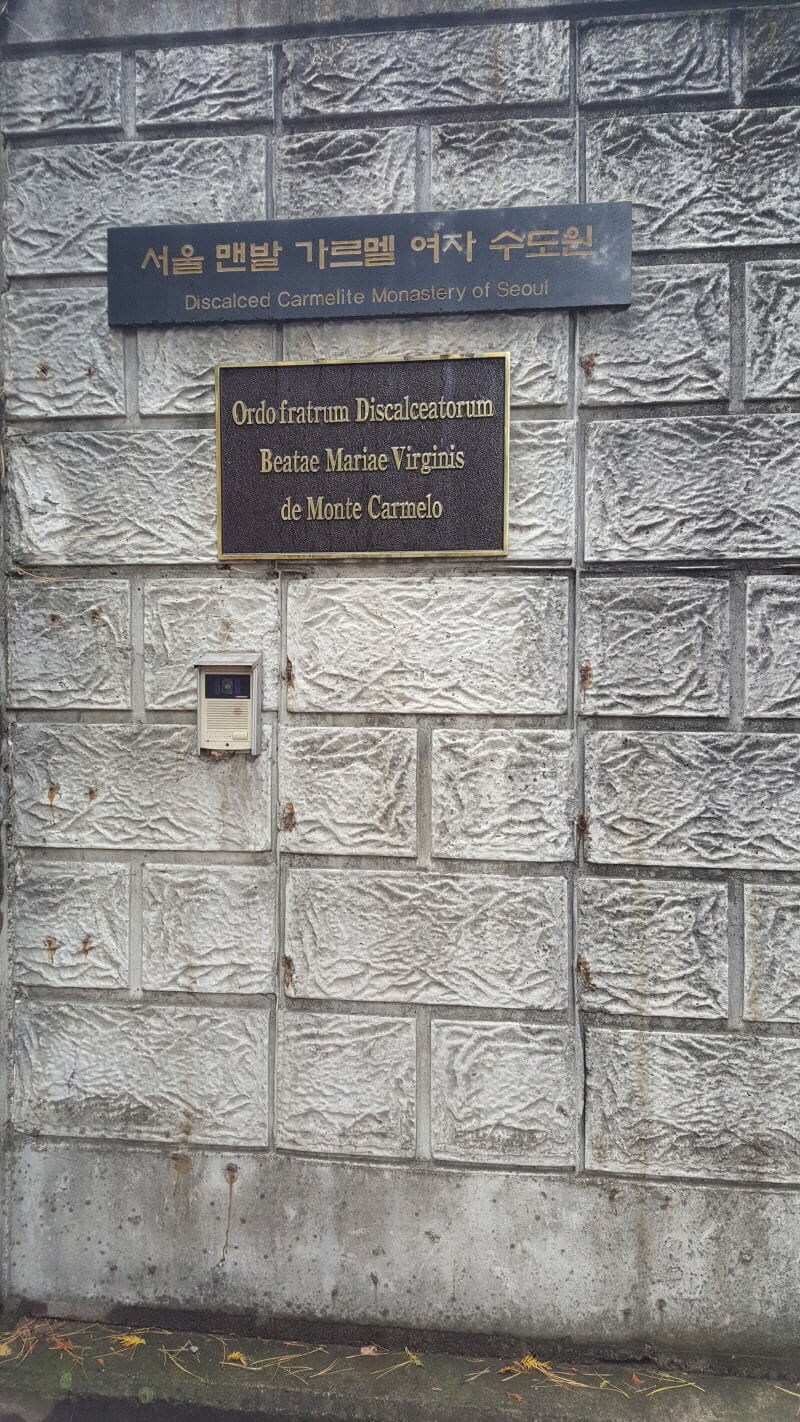 서울 맨발 가르멜 여자 수도원
Discalced Carmelite Monastery of Seoul
Ordo fratrum Discalceatorum
Beatae Mariae Virginis
de Monte Carmelo